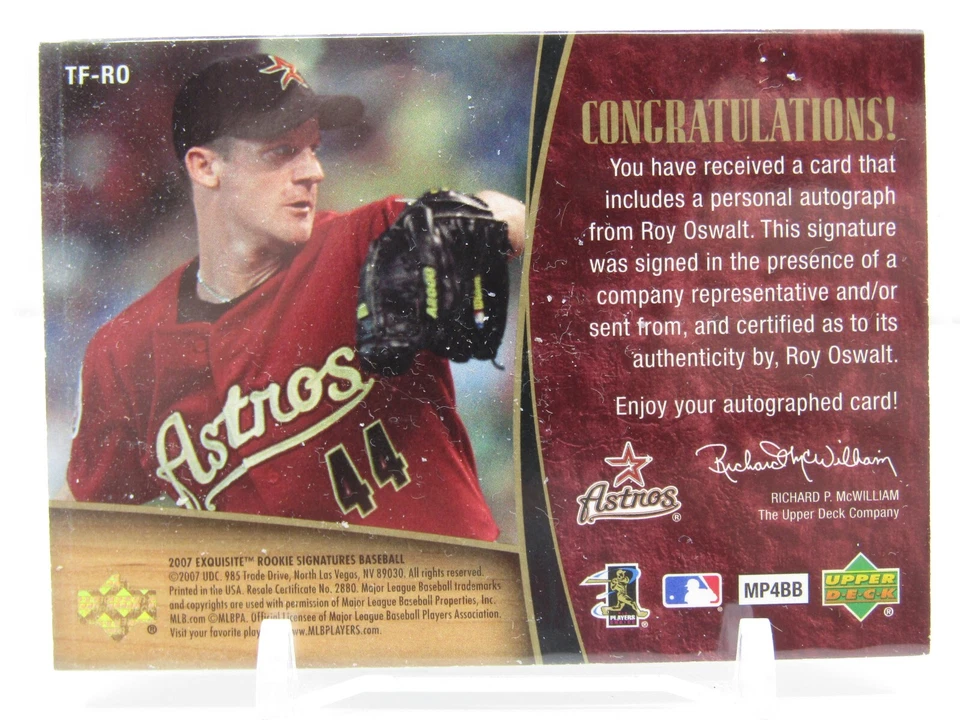 TF-RO
Astros
44
CONGRATULATIONS!
You have received a card that
includes a personal autograph
from Roy Oswalt. This signature
was signed in the presence of a
company representative and/or
sent from, and certified as to its
authenticity by, Roy Oswalt.
Enjoy your autographed card!
Astros ®
Richard P. McWilliam
RICHARD P. McWILLIAM
The Upper Deck Company
2007 EXQUISITE™ ROOKIE SIGNATURES BASEBALL
©2007 UDC. 985 Trade Drive, North Las Vegas, NV 89030. All rights reserved.
Printed in the USA. Resale Certificate No. 2880. Major League Baseball trademarks
and copyrights are used with permission of Major League Baseball Properties, Inc.
MLB.com ©MLBPA. Official Licensee of Major League Baseball Players Association.
Visit your favorite www.MLBPLAYERS.com.
PLAYERS
MP4BB
UPPER
DECK ®